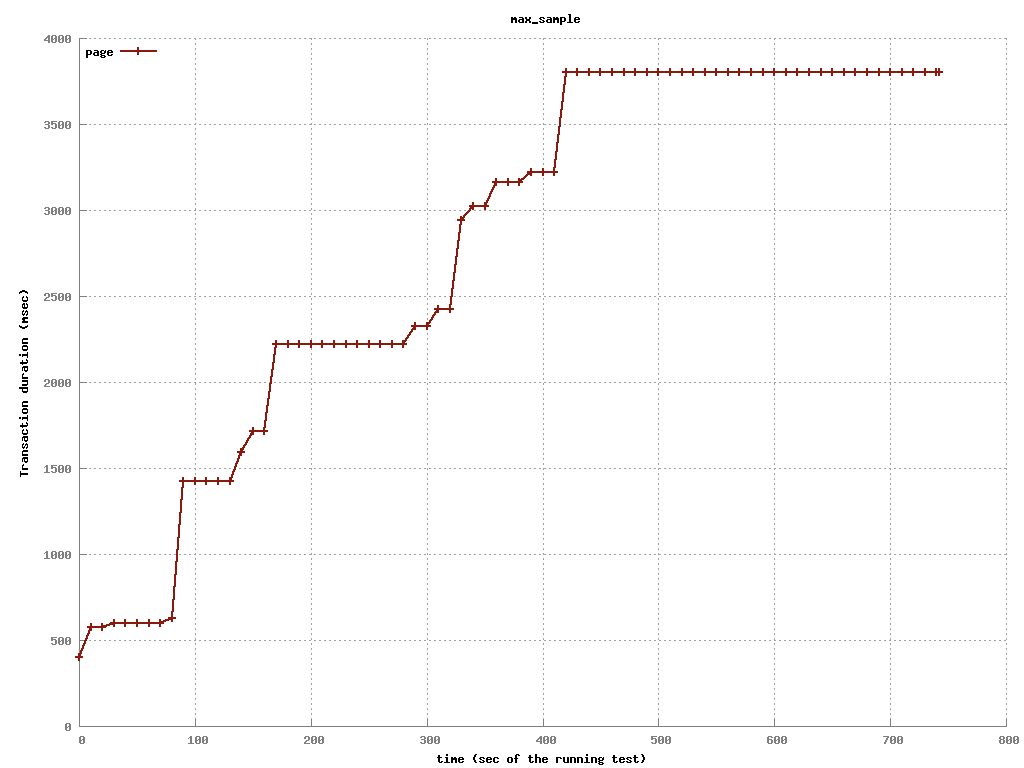 max_sample
page
4000
3500
3000
2500
2000
1500
1000
500
0
Transaction duration (msec)
0 100 200 300 400 500 600 700 800
time (sec of the running test)